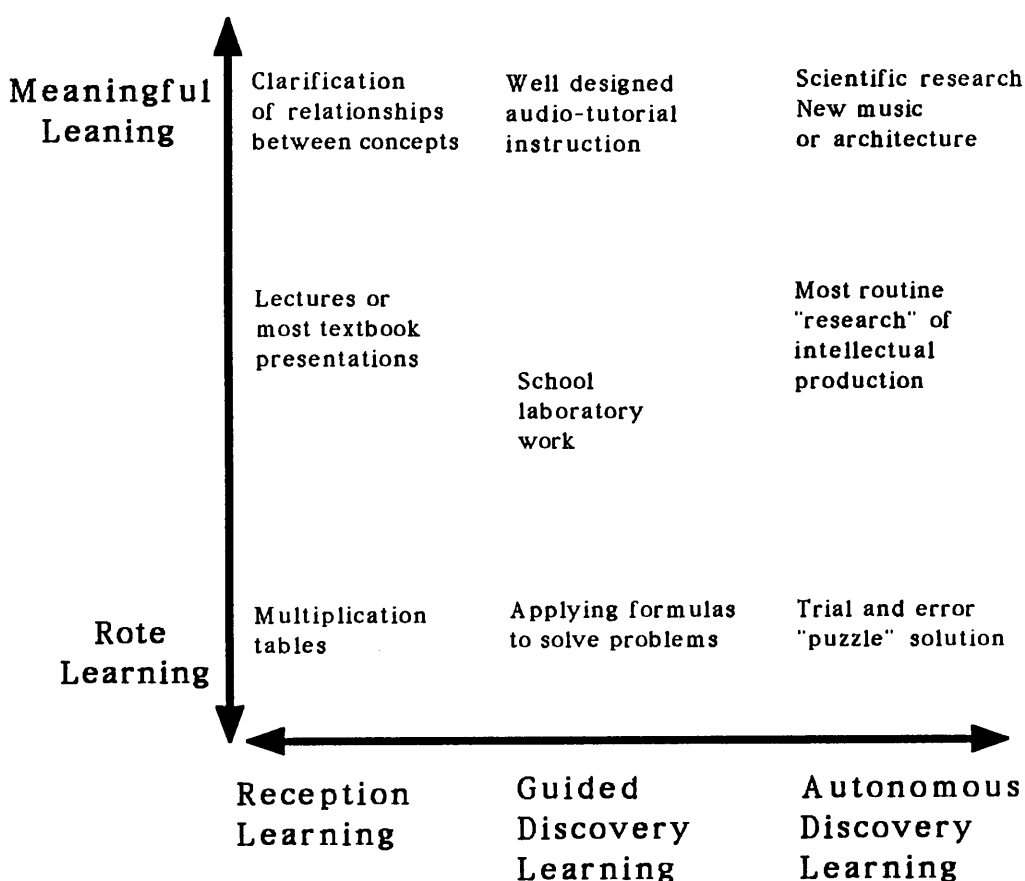 Meaningful
Leaning
Clarification
of relationships
between concepts
Well designed
audio-tutorial
instruction
Scientific research
New music
or architecture
Lectures or
most textbook
presentations
School
laboratory
work
Most routine
"research" of
intellectual
production
Rote
Learning
Multiplication
tables
Applying formulas
to solve problems
Trial and error
"puzzle" solution
Reception
Learning
Guided
Discovery
Learning
Autonomous
Discovery
Learning